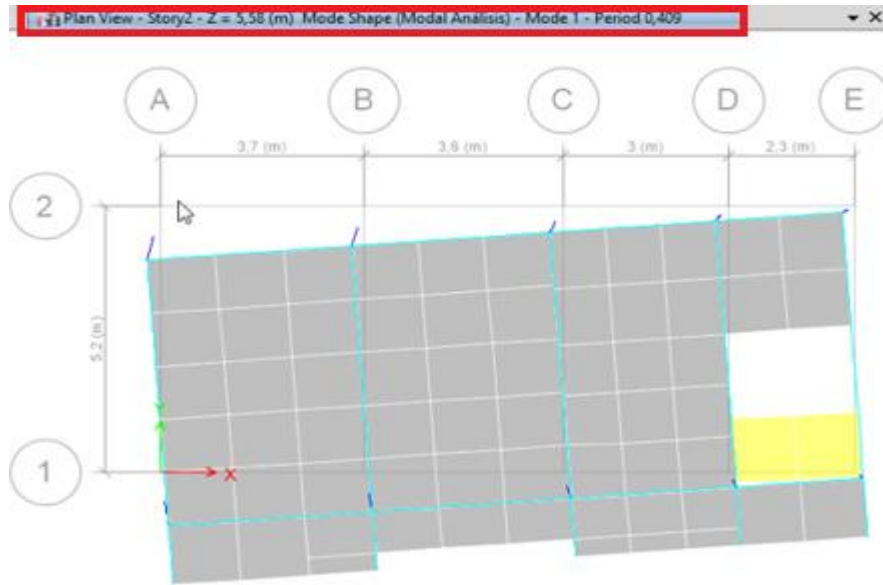 Plan View - Story2 - Z = 5,58 (m) Mode Shape (Modal Análisis) - Mode 1 - Period 0,409
A B C D E
3,7 (m) 3,6 (m) 3 (m) 2,3 (m)
2
5,2 (m)
Y
1
X